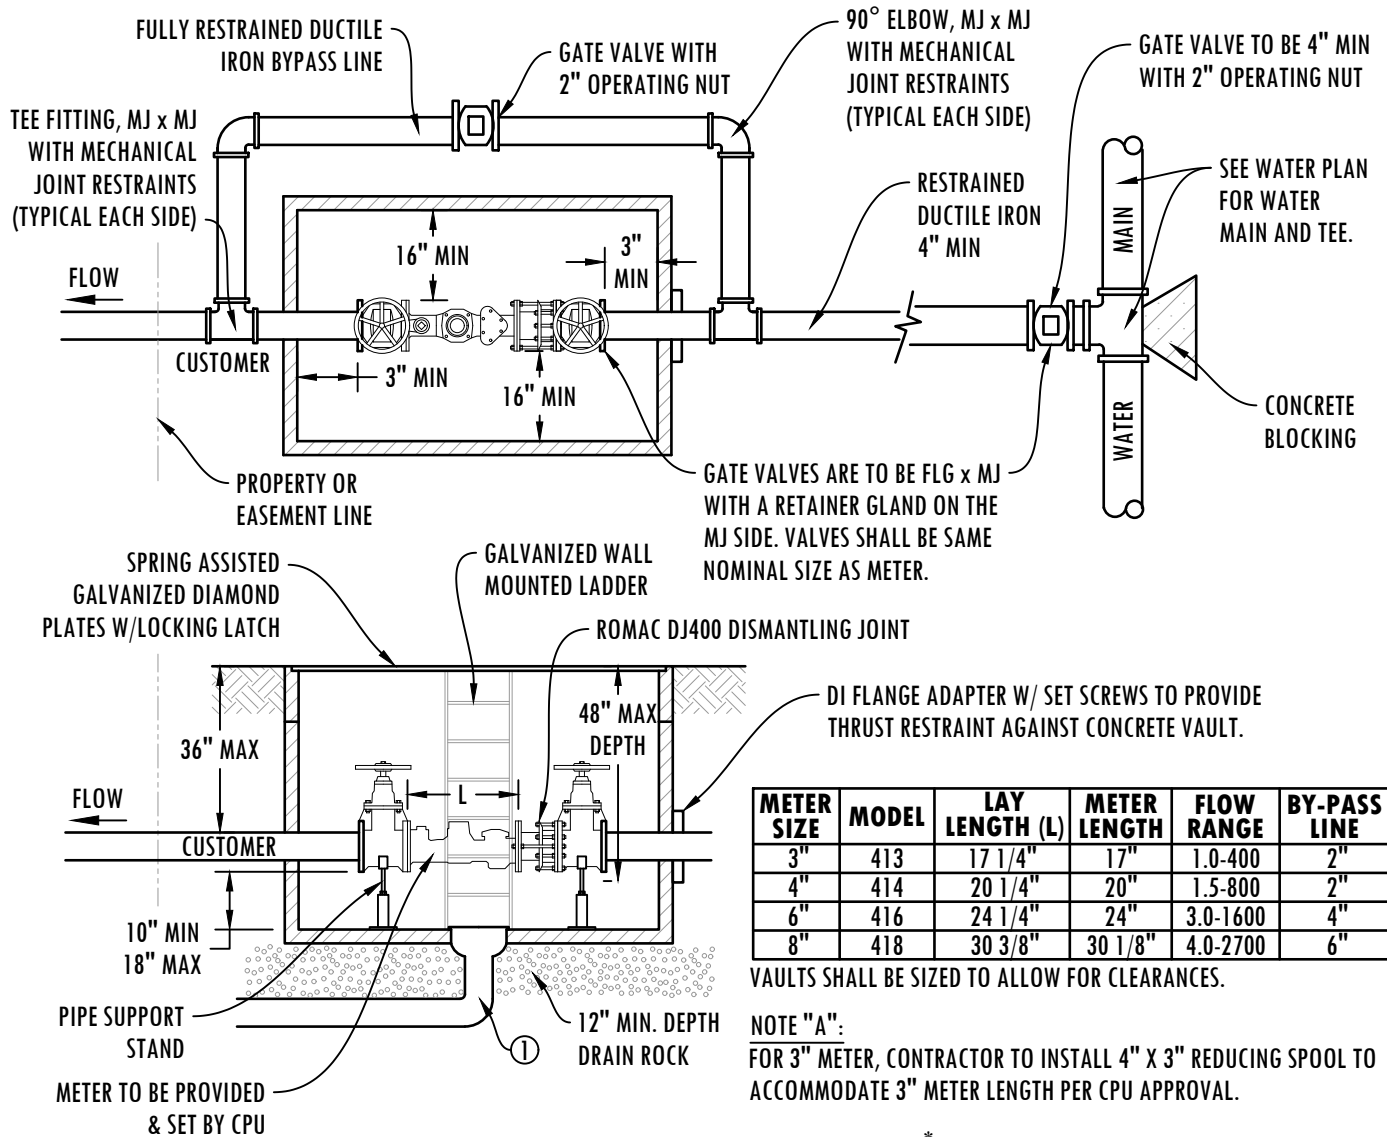 FULLY RESTRAINED DUCTILE
IRON BYPASS LINE
GATE VALVE WITH
2" OPERATING NUT
90° ELBOW, MJ x MJ
WITH MECHANICAL
JOINT RESTRAINTS
(TYPICAL EACH SIDE)
GATE VALVE TO BE 4" MIN
WITH 2" OPERATING NUT
TEE FITTING, MJ x MJ
WITH MECHANICAL
JOINT RESTRAINTS
(TYPICAL EACH SIDE)
RESTRAINED
DUCTILE IRON
4" MIN
SEE WATER PLAN
FOR WATER
MAIN AND TEE.
MAIN
WATER
16" MIN
3"
MIN
FLOW
CUSTOMER
3" MIN
16" MIN
CONCRETE
BLOCKING
PROPERTY OR
EASEMENT LINE
GATE VALVES ARE TO BE FLG x MJ
WITH A RETAINER GLAND ON THE
MJ SIDE. VALVES SHALL BE SAME
NOMINAL SIZE AS METER.
SPRING ASSISTED
GALVANIZED DIAMOND
PLATES W/LOCKING LATCH
GALVANIZED WALL
MOUNTED LADDER
ROMAC DJ400 DISMANTLING JOINT
DI FLANGE ADAPTER W/ SET SCREWS TO PROVIDE
THRUST RESTRAINT AGAINST CONCRETE VAULT.
36" MAX
48" MAX
DEPTH
L
FLOW
CUSTOMER
10" MIN
18" MAX
PIPE SUPPORT
STAND
METER TO BE PROVIDED
& SET BY CPU
1
12" MIN. DEPTH
DRAIN ROCK
METER SIZE MODEL LAY LENGTH (L) METER LENGTH FLOW RANGE BY-PASS LINE
3" 413 17 1/4" 17" 1.0-400 2"
4" 414 20 1/4" 20" 1.5-800 2"
6" 416 24 1/4" 24" 3.0-1600 4"
8" 418 30 3/8" 30 1/8" 4.0-2700 6"
VAULTS SHALL BE SIZED TO ALLOW FOR CLEARANCES.
NOTE "A":
FOR 3" METER, CONTRACTOR TO INSTALL 4" X 3" REDUCING SPOOL TO
ACCOMMODATE 3" METER LENGTH PER CPU APPROVAL.
*